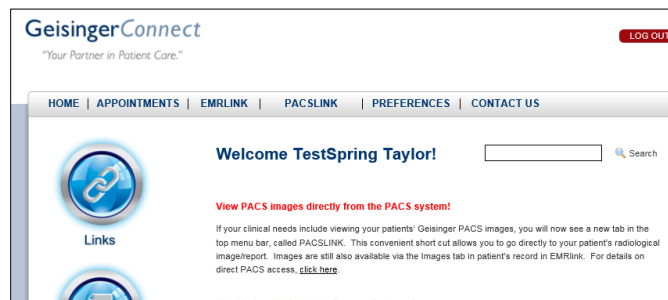 GeisingerConnect
LOG OUT
"Your Partner in Patient Care."
HOME | APPOINTMENTS | EMRLINK | PACSLINK | PREFERENCES | CONTACT US
Welcome TestSpring Taylor!
Search
View PACS images directly from the PACS system!
If your clinical needs include viewing your patients' Geisinger PACS images, you will now see a new tab in the
top menu bar, called PACSLINK. This convenient short cut allows you to go directly to your patient's radiological
image/report. Images are still also available via the Images tab in patient's record in EMRlink. For details on
direct PACS access, click here.
Links